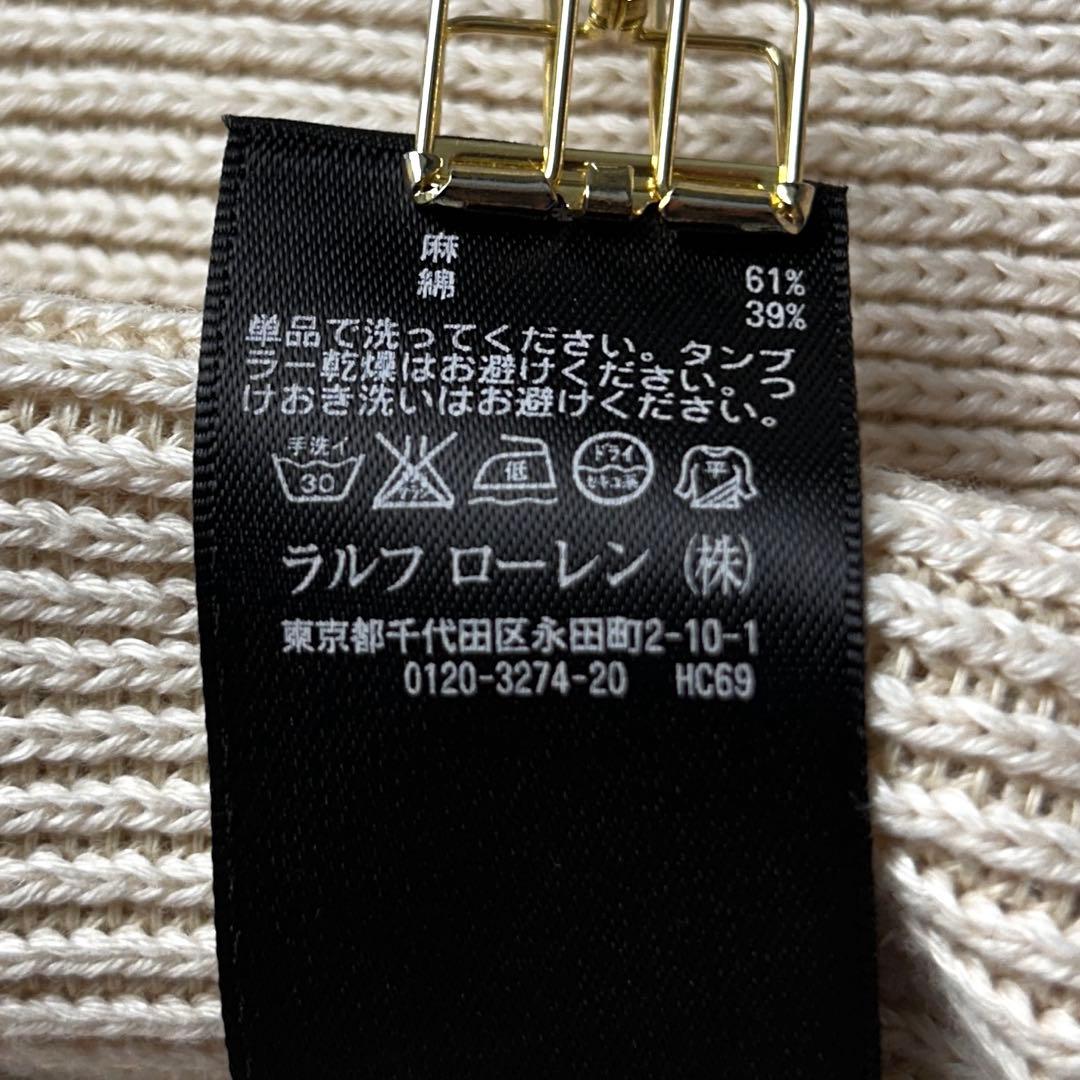 麻
綿
61%
39%
単品で洗ってください。タンブ
ラー乾燥はお避けください。つ
けおき洗いはお避けください。
手洗イ
30
低
ドライ
セキユ系
平
ラルフ ローレン ㈱
東京都千代田区永田町2-10-1
0120-3274-20 HC69